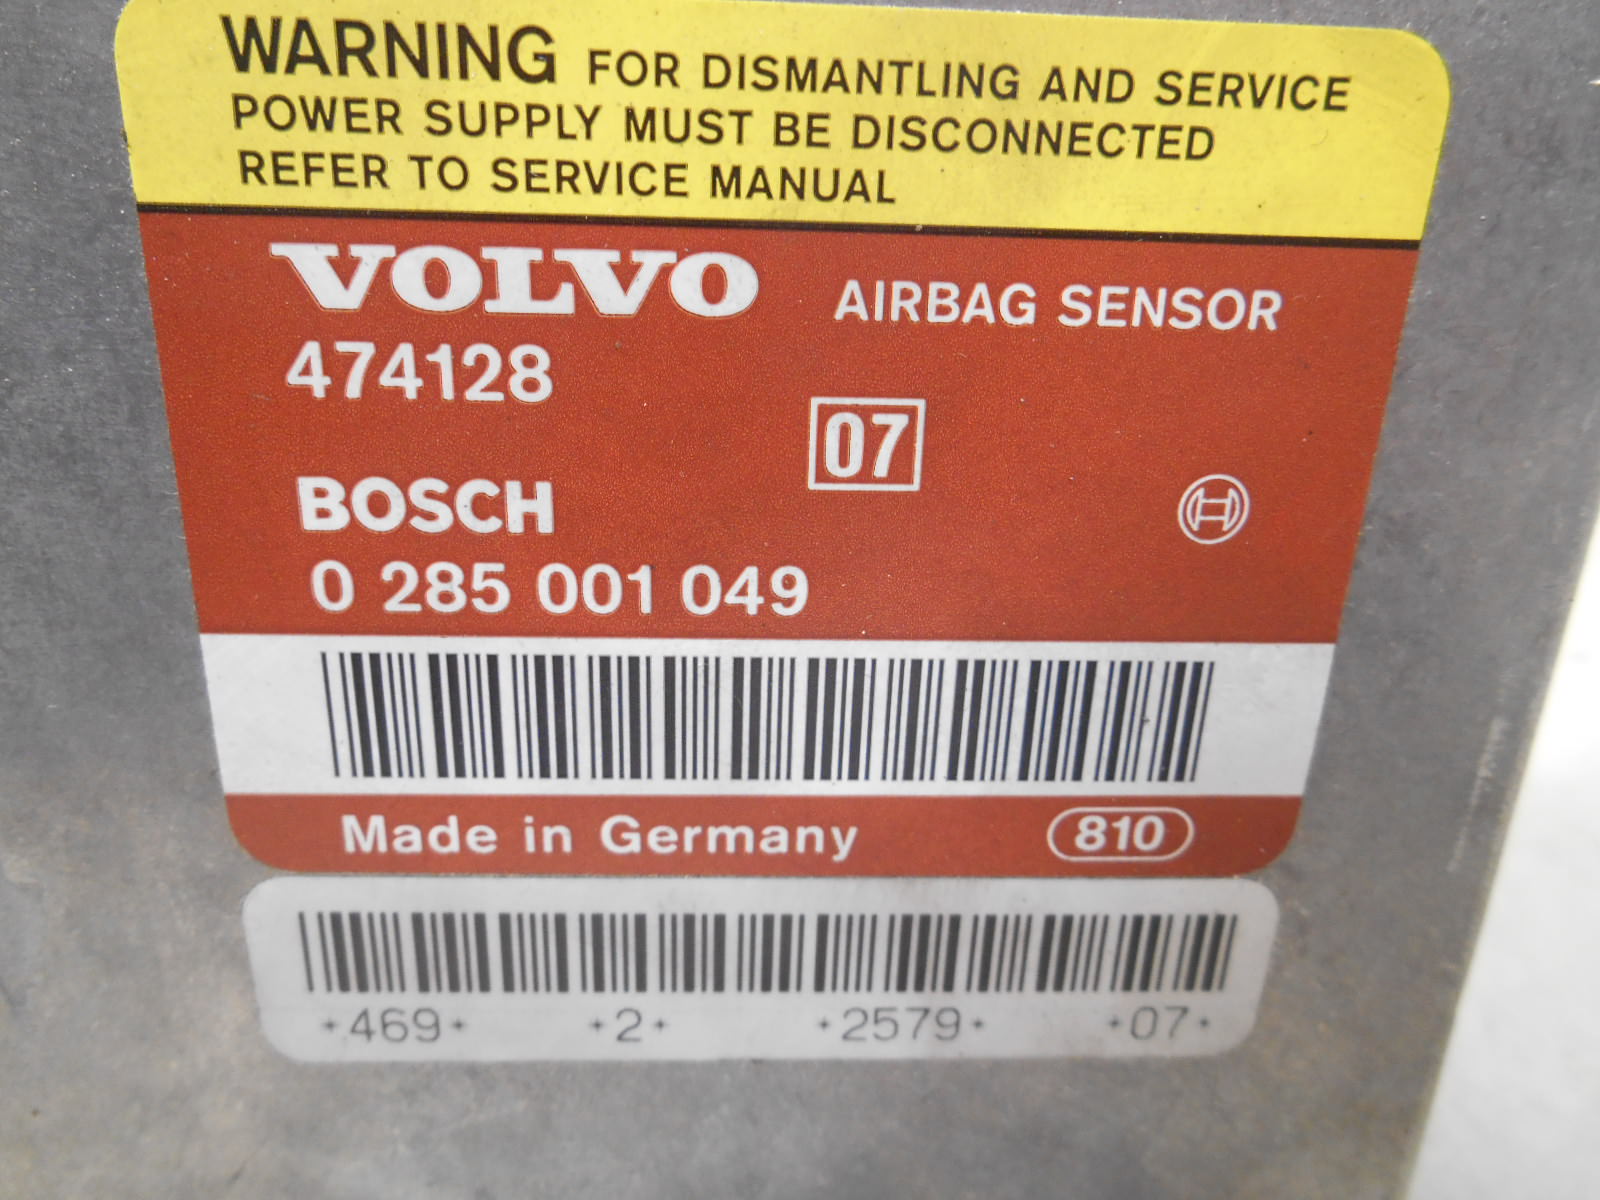 WARNING FOR DISMANTLING AND SERVICE
POWER SUPPLY MUST BE DISCONNECTED
REFER TO SERVICE MANUAL
VOLVO AIRBAG SENSOR
474128
07
BOSCH
0 285 001 049
Made in Germany 810
+469+ +2+ +2579+ +07+